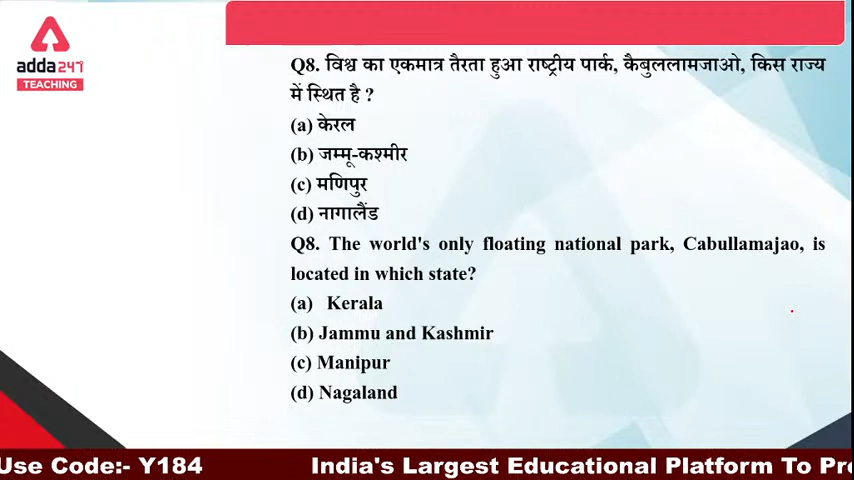 adda247
TEACHING
Q8. विश्व का एकमात्र तैरता हुआ राष्ट्रीय पार्क, कैबुललामजाओ, किस राज्य
में स्थित है ?
(a) केरल
(b) जम्मू-कश्मीर
(c) मणिपुर
(d) नागालैंड
Q8. The world's only floating national park, Cabullamajao, is
located in which state?
(a) Kerala
(b) Jammu and Kashmir
(c) Manipur
(d) Nagaland
Use Code:- Y184 India's Largest Educational Platform To Pre